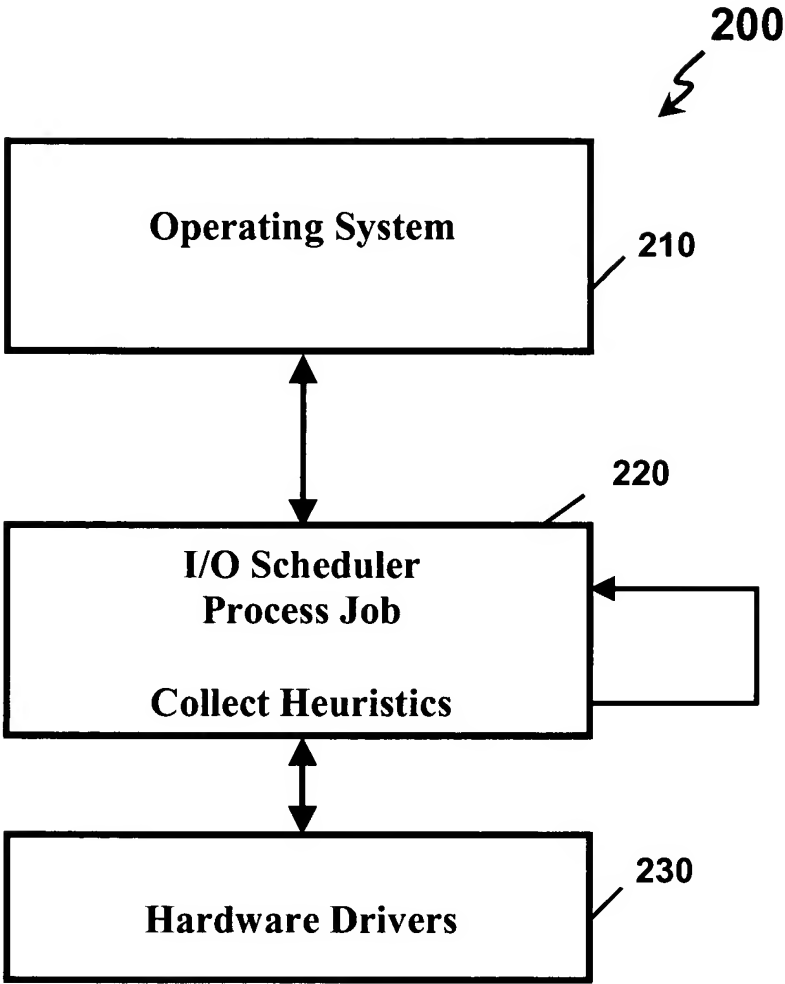 200
Operating System
210
220
I/O Scheduler
Process Job
Collect Heuristics
230
Hardware Drivers